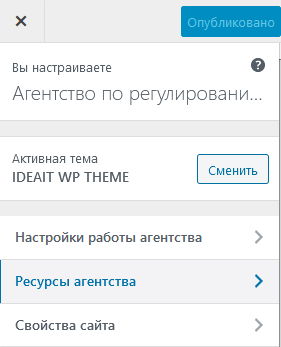 Опубликовано
Вы настраиваете
Агентство по регулировани...
Активная тема
IDEAIT WP THEME
Сменить
Настройки работы агентства
Ресурсы агентства
Свойства сайта